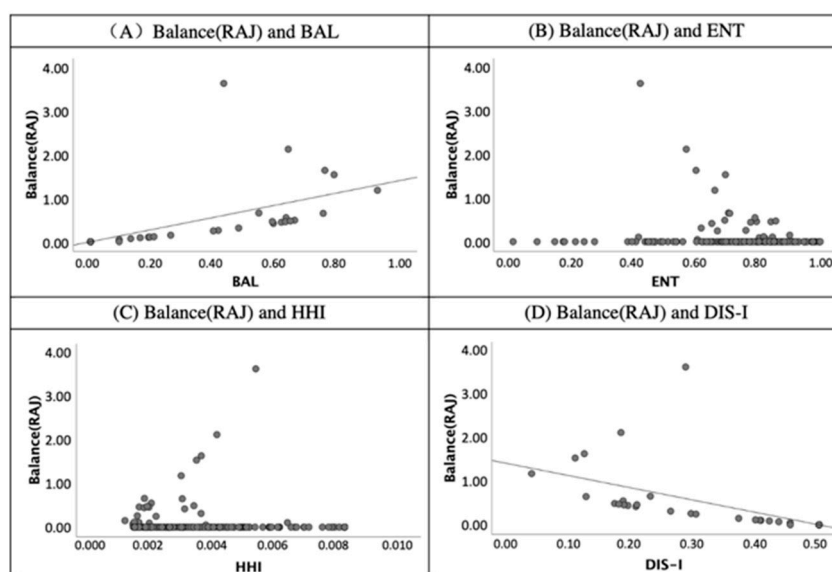 （A） Balance(RAJ) and BAL
(B) Balance(RAJ) and ENT
4.00
3.00
2.00
1.00
0.00
Balance(RAJ)
0.00 0.20 0.40 0.60 0.80 1.00
BAL
4.00
3.00
2.00
1.00
0.00
Balance(RAJ)
0.00 0.20 0.40 0.60 0.80 1.00
ENT
(C) Balance(RAJ) and HHI
(D) Balance(RAJ) and DIS-I
4.00
3.00
2.00
1.00
0.00
Balance(RAJ)
0.000 0.002 0.004 0.006 0.008 0.010
HHI
4.00
3.00
2.00
1.00
0.00
Balance(RAJ)
0.00 0.10 0.20 0.30 0.40 0.50
DIS-I